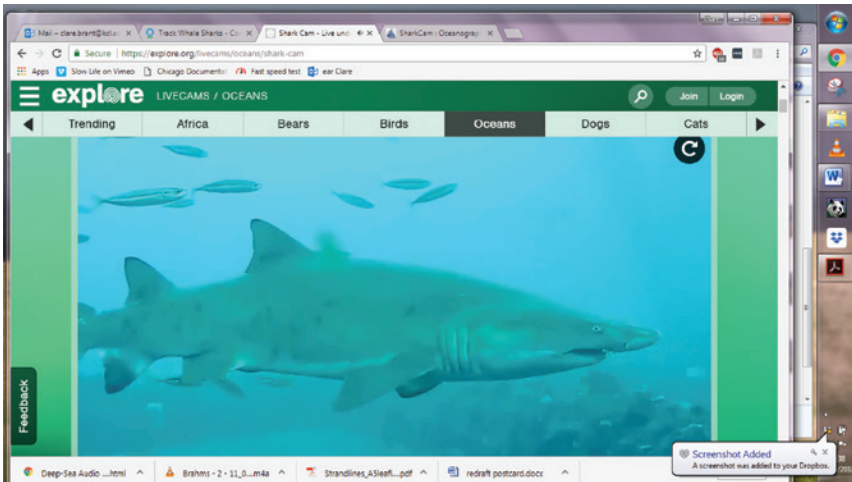 Mail – clare.brant@kcl.ac
Track Whale Sharks - Co
Shark Cam - Live und
SharkCam : Oceanograp
Secure
https://explore.org/livecams/oceans/shark-cam
Apps
Slow Life on Vimeo
Chicago Documenta
Fast speed test
ear Clare
explore
LIVECAMS / OCEANS
Join
Login
Trending
Africa
Bears
Birds
Oceans
Dogs
Cats
Feedback
Deep-Sea Audio ....html
Brahms - 2 - 11_0...m4a
Strandlines_A5leafl...pdf
redraft postcard.docx
Screenshot Added
A screenshot was added to your Dropbox.